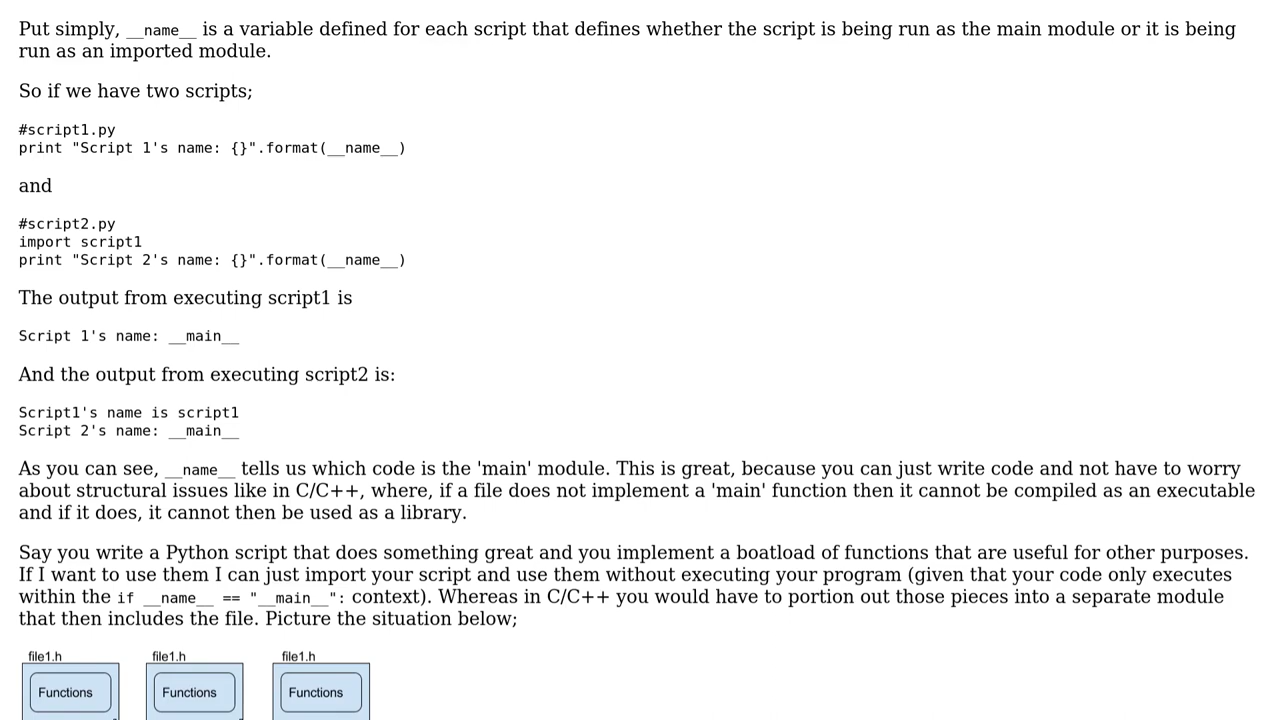 Put simply, __name__ is a variable defined for each script that defines whether the script is being run as the main module or it is being
run as an imported module.
So if we have two scripts;
#script1.py
print "Script 1's name: {}".format(__name__)
and
#script2.py
import script1
print "Script 2's name: {}".format(__name__)
The output from executing script1 is
Script 1's name: __main__
And the output from executing script2 is:
Script1's name is script1
Script 2's name: __main__
As you can see, __name__ tells us which code is the 'main' module. This is great, because you can just write code and not have to worry
about structural issues like in C/C++, where, if a file does not implement a 'main' function then it cannot be compiled as an executable
and if it does, it cannot then be used as a library.
Say you write a Python script that does something great and you implement a boatload of functions that are useful for other purposes.
If I want to use them I can just import your script and use them without executing your program (given that your code only executes
within the if __name__ == "__main__": context). Whereas in C/C++ you would have to portion out those pieces into a separate module
that then includes the file. Picture the situation below;
file1.h file1.h file1.h
Functions Functions Functions